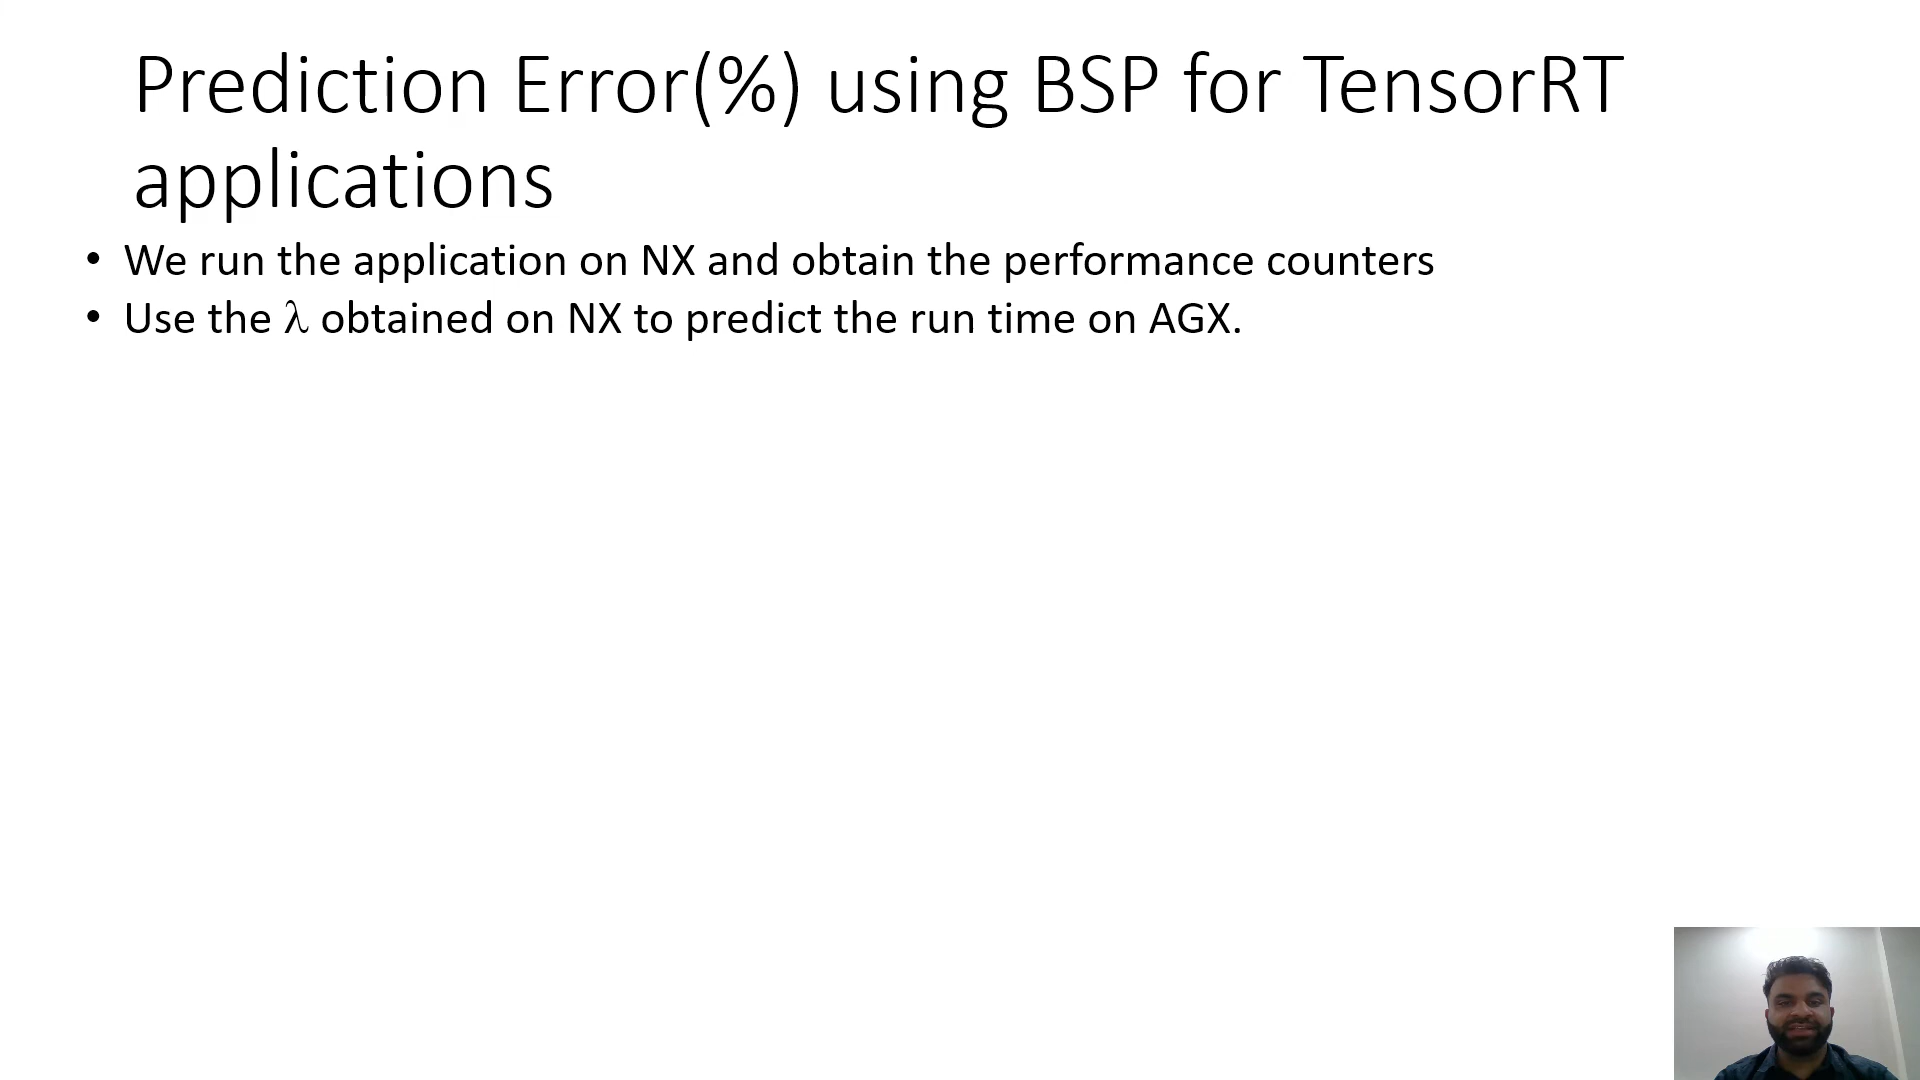 Prediction Error(%) using BSP for TensorRT
applications
• We run the application on NX and obtain the performance counters
• Use the λ obtained on NX to predict the run time on AGX.